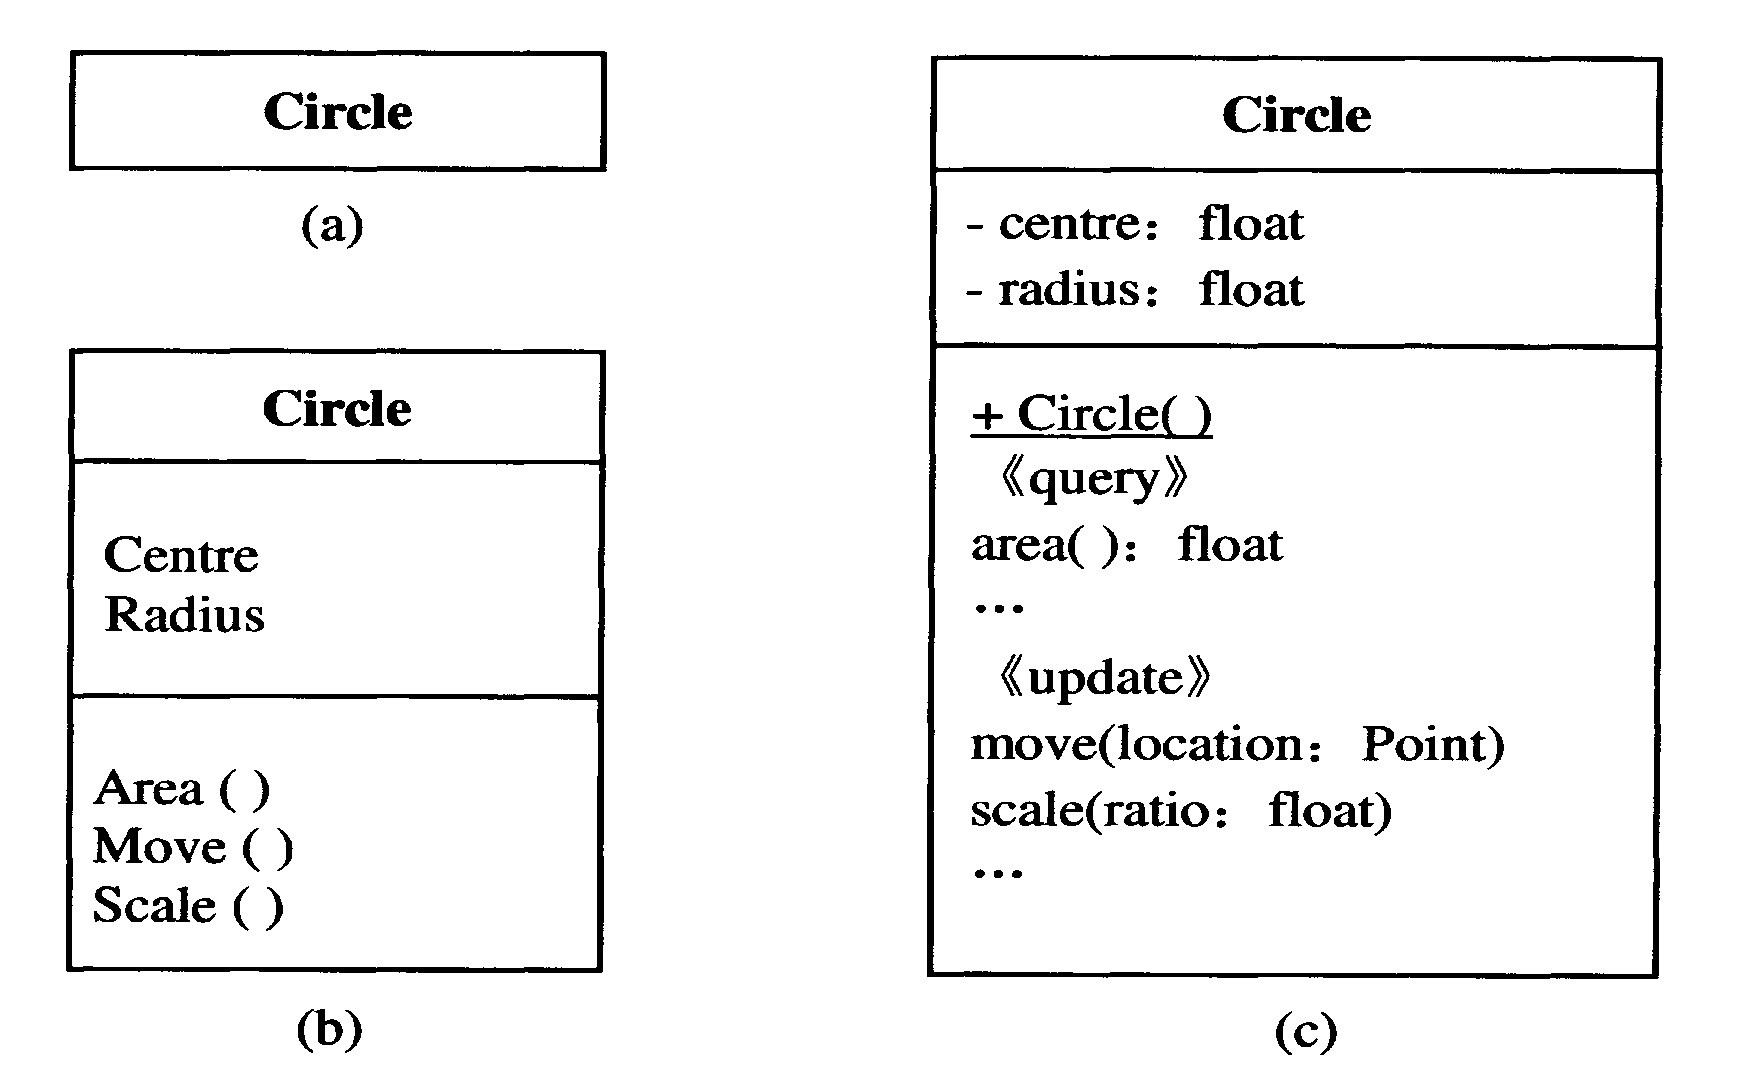 Circle
(a)
Circle
Centre
Radius
Area ( )
Move ( )
Scale ( )
(b)
Circle
- centre： float
- radius： float
+ Circle( )
《query》
area( )： float
…
《update》
move(location： Point)
scale(ratio： float)
…
(c)